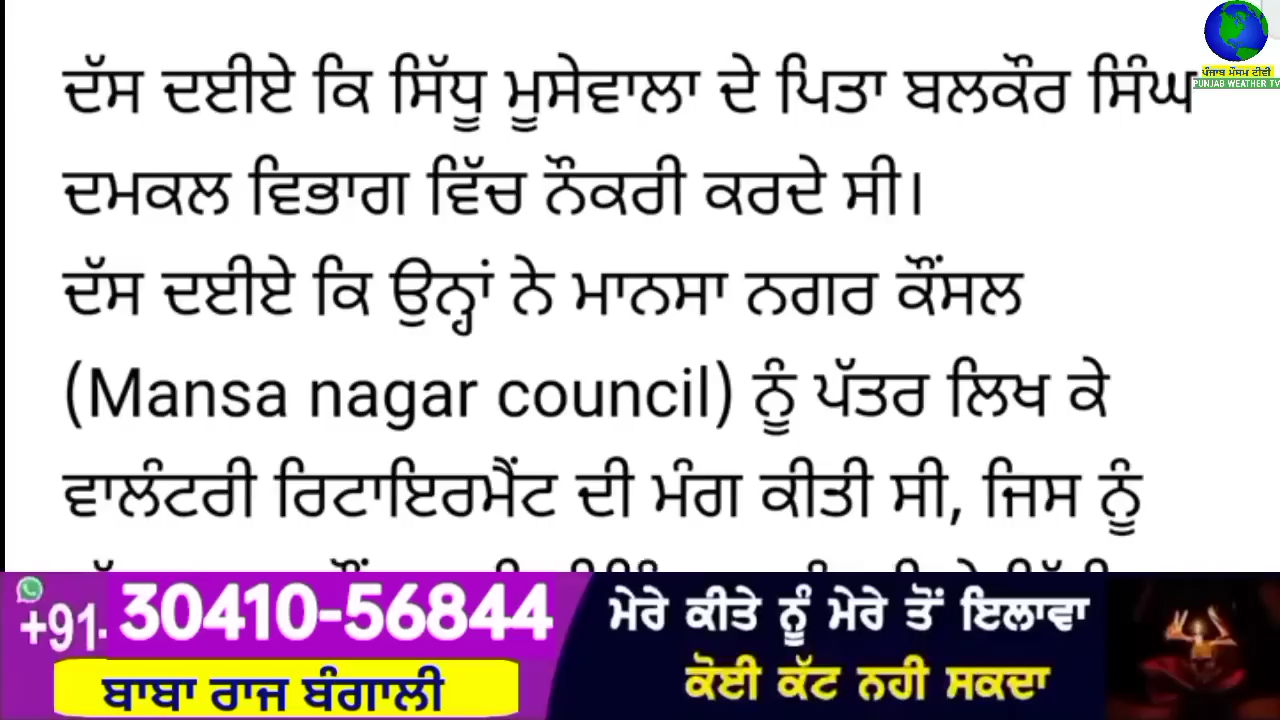 ਪੰਜਾਬ ਮੌਸਮ ਟੀਵੀ
PUNJAB WEATHER TV
ਦੱਸ ਦਈਏ ਕਿ ਸਿੱਧੂ ਮੂਸੇਵਾਲਾ ਦੇ ਪਿਤਾ ਬਲਕੌਰ ਸਿੰਘ
ਦਮਕਲ ਵਿਭਾਗ ਵਿੱਚ ਨੌਕਰੀ ਕਰਦੇ ਸੀ।
ਦੱਸ ਦਈਏ ਕਿ ਉਨ੍ਹਾਂ ਨੇ ਮਾਨਸਾ ਨਗਰ ਕੌਂਸਲ
(Mansa nagar council) ਨੂੰ ਪੱਤਰ ਲਿਖ ਕੇ
ਵਾਲੰਟਰੀ ਰਿਟਾਇਰਮੈਂਟ ਦੀ ਮੰਗ ਕੀਤੀ ਸੀ, ਜਿਸ ਨੂੰ
+91- 30410-56844
ਬਾਬਾ ਰਾਜ ਬੰਗਾਲੀ
ਮੇਰੇ ਕੀਤੇ ਨੂੰ ਮੇਰੇ ਤੋਂ ਇਲਾਵਾ
ਕੋਈ ਕੱਟ ਨਹੀ ਸਕਦਾ